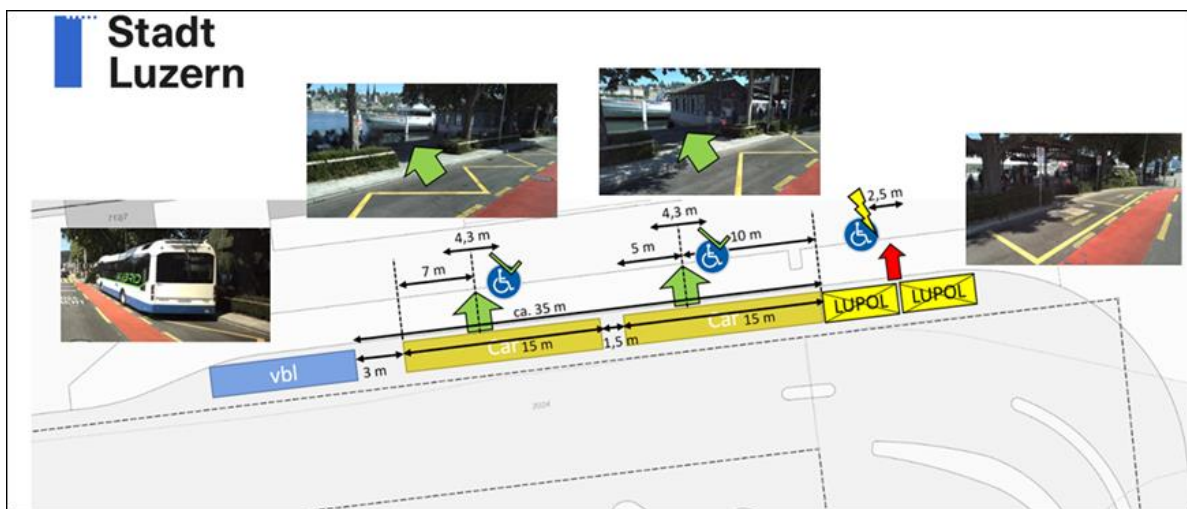 Stadt
Luzern
2,5 m
4,3 m
4,3 m
5 m
10 m
7 m
ca. 35 m
LUPOL
LUPOL
Car
15 m
Car
15 m
1,5 m
vbl
3 m